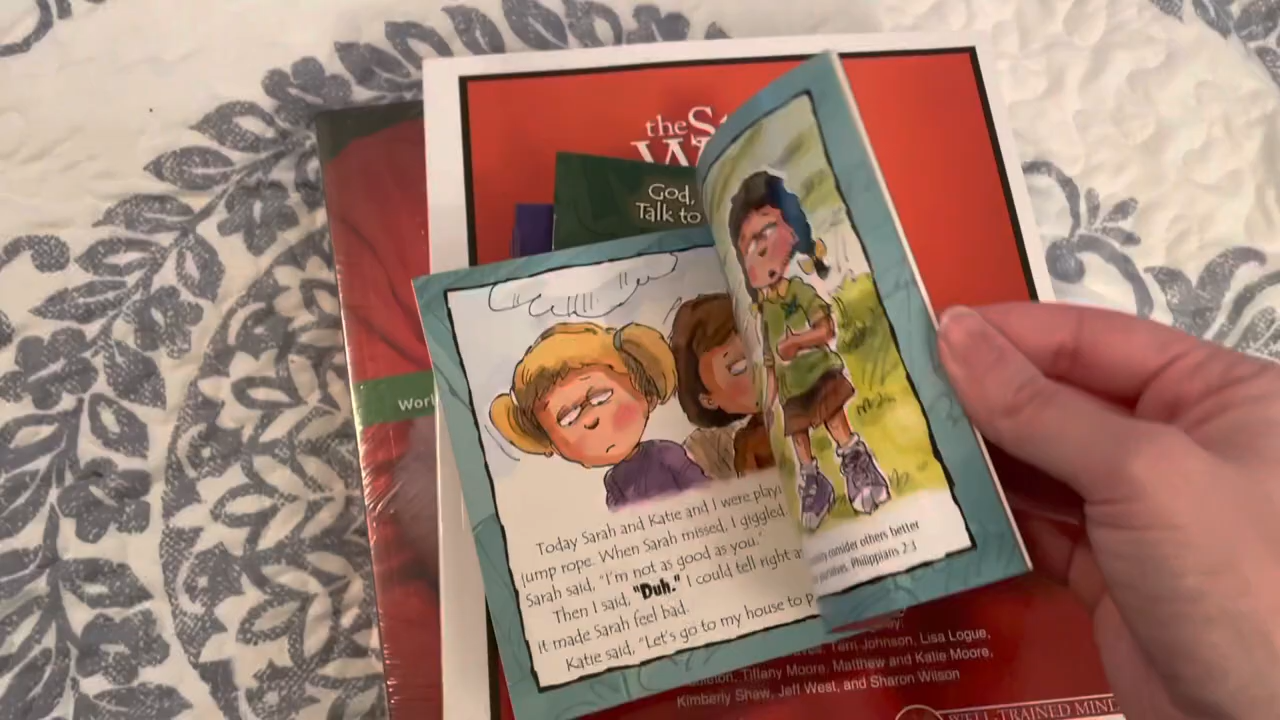 the St
W
God,
Talk to
Worl
Today Sarah and Katie and I were play
jump rope. When Sarah missed, I giggled.
Sarah said, "I'm not as good as you."
Then I said, "Duh." I could tell right a
it made Sarah feel bad.
Katie said, "Let's go to my house to p
consider others better
Philippians 2:3
Terri Johnson, Lisa Logue,
Tiffany Moore, Matthew and Katie Moore,
Kimberly Shaw, Jeff West, and Sharon Wilson
WELL-TRAINED MIND